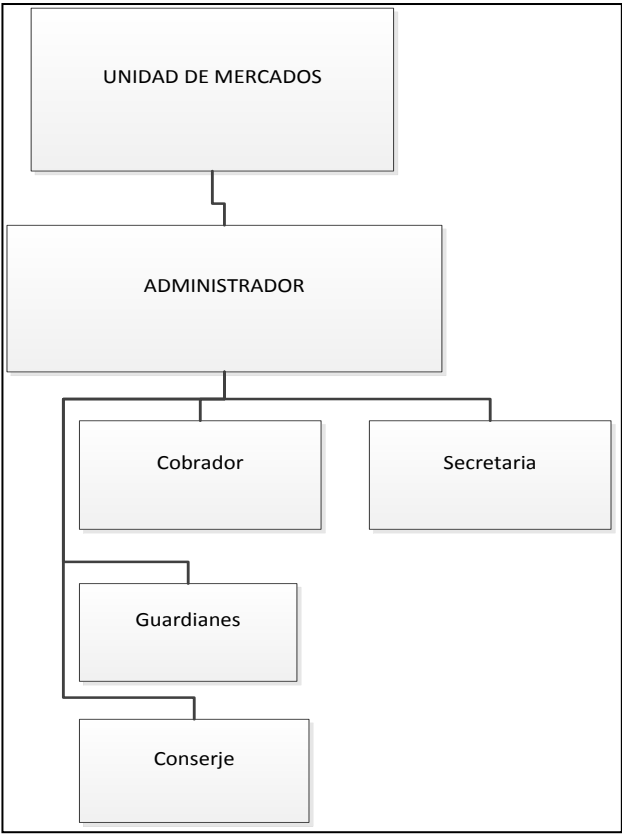 UNIDAD DE MERCADOS
ADMINISTRADOR
Cobrador
Secretaria
Guardianes
Conserje